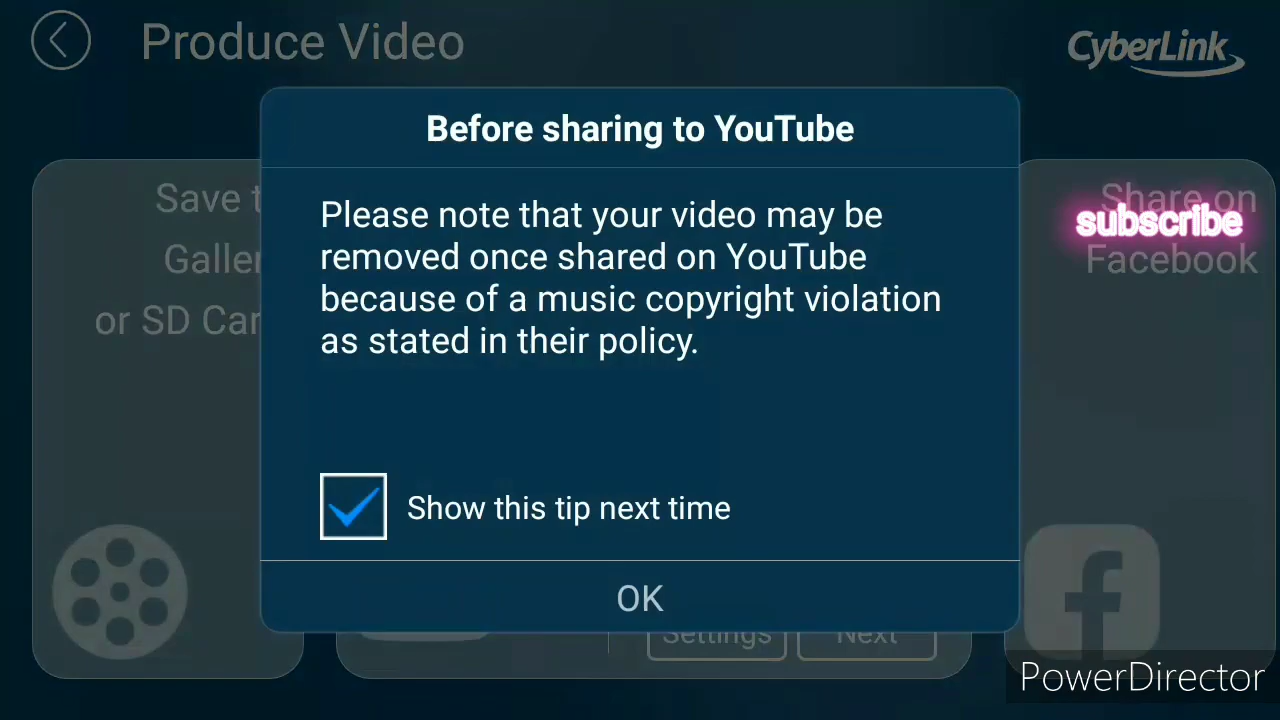 Produce Video
CyberLink
Before sharing to YouTube
Please note that your video may be
removed once shared on YouTube
because of a music copyright violation
as stated in their policy.
Show this tip next time
OK
Save t
Galler
or SD Car
Share on
subscribe
Facebook
Settings
Next
PowerDirector